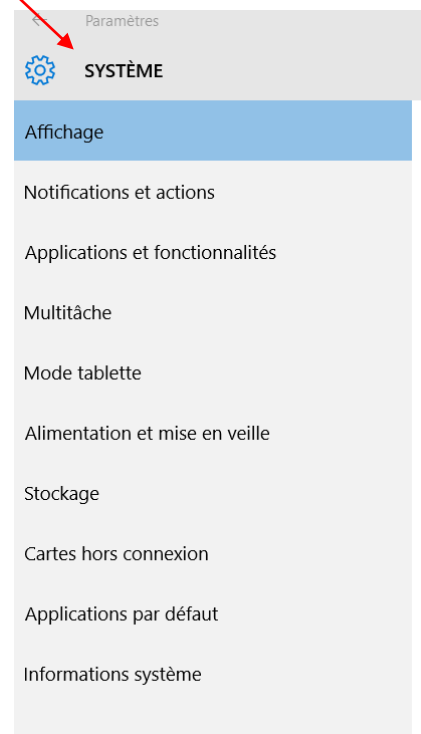 Paramètres
SYSTÈME
Affichage
Notifications et actions
Applications et fonctionnalités
Multitâche
Mode tablette
Alimentation et mise en veille
Stockage
Cartes hors connexion
Applications par défaut
Informations système